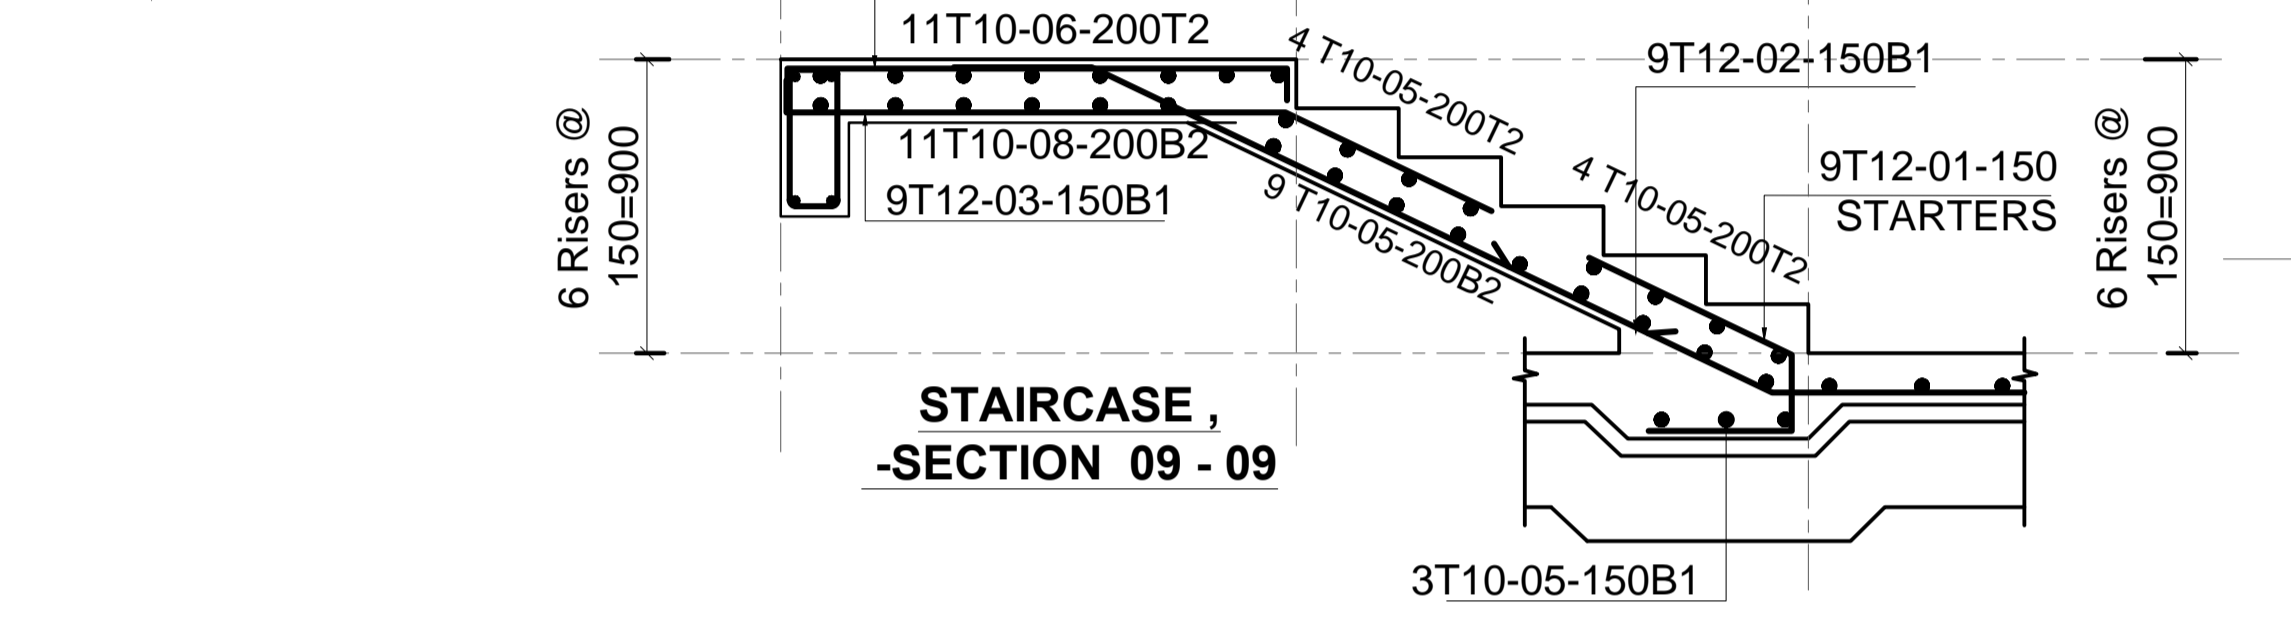 11T10-06-200T2
4 T10-05-200T2
9T12-02-150B1
6 Risers @
150=900
11T10-08-200B2
9T12-03-150B1
9 T10-05-200B2
4 T10-05-200T2
9T12-01-150
STARTERS
6 Risers @
150=900
STAIRCASE ,
-SECTION 09 - 09
3T10-05-150B1